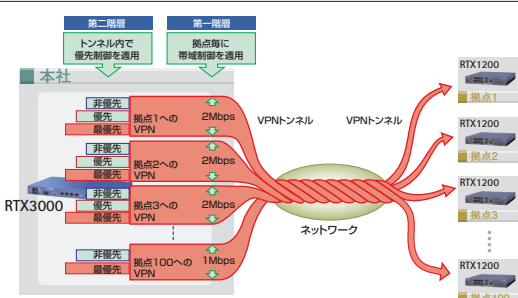 第二階層
第一階層
トンネル内で
優先制御を適用
拠点毎に
帯域制御を適用
本社
非優先
優先
最優先
拠点1への
VPN
2Mbps
非優先
優先
最優先
拠点2への
VPN
2Mbps
非優先
優先
最優先
拠点3への
VPN
2Mbps
非優先
最優先
拠点100への
VPN
1Mbps
RTX3000
VPNトンネル
VPNトンネル
ネットワーク
RTX1200
拠点1
RTX1200
拠点2
RTX1200
拠点3
RTX1200
拠点100